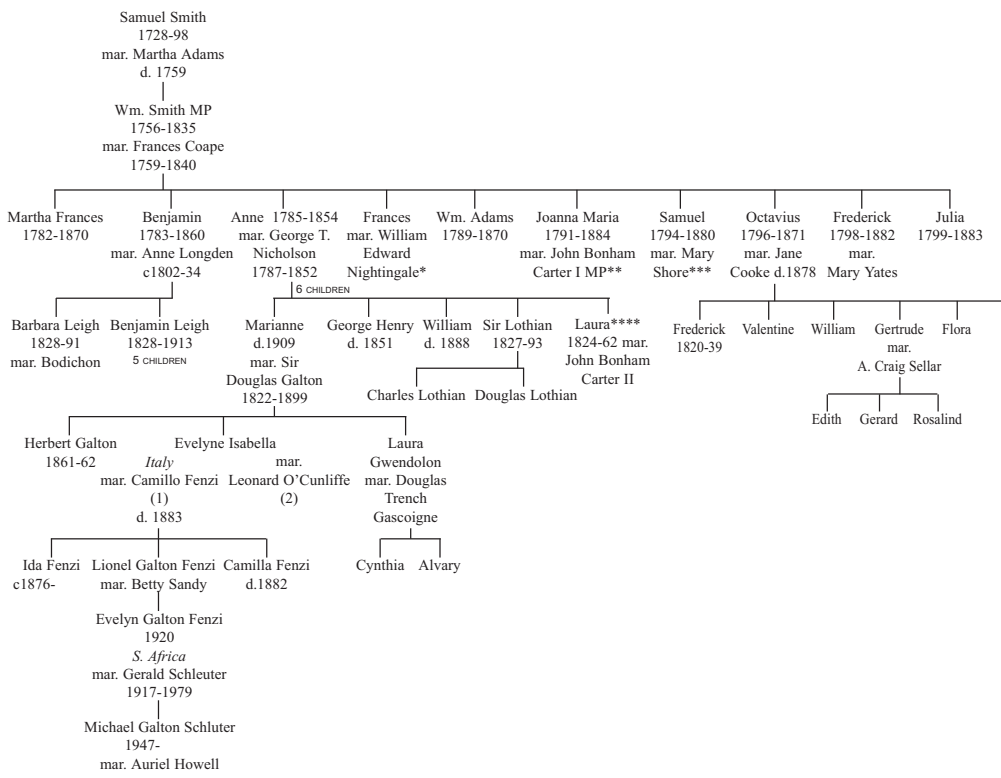 Samuel Smith
1728-98
mar. Martha Adams
d. 1759
Wm. Smith MP
1756-1835
mar. Frances Coape
1759-1840
Martha Frances
1782-1870
Benjamin
1783-1860
mar. Anne Longden
c1802-34
Anne 1785-1854
mar. George T.
Nicholson
1787-1852
Frances
mar. William
Edward
Nightingale*
Wm. Adams
1789-1870
Joanna Maria
1791-1884
mar. John Bonham
Carter I MP**
Samuel
1794-1880
mar. Mary
Shore***
Octavius
1796-1871
mar. Jane
Cooke d.1878
Frederick
1798-1882
mar.
Mary Yates
Julia
1799-1883
6 CHILDREN
Barbara Leigh
1828-91
mar. Bodichon
Benjamin Leigh
1828-1913
5 CHILDREN
Marianne
d.1909
mar. Sir
Douglas Galton
1822-1899
George Henry
d. 1851
William
d. 1888
Sir Lothian
1827-93
Laura****
1824-62 mar.
John Bonham
Carter II
Frederick
1820-39
Valentine
William
Gertrude
mar.
A. Craig Sellar
Flora
Charles Lothian
Douglas Lothian
Edith
Gerard
Rosalind
Herbert Galton
1861-62
Evelyne Isabella
Italy
mar. Camillo Fenzi
(1)
d. 1883
mar.
Leonard O'Cunliffe
(2)
Laura
Gwendolon
mar. Douglas
Trench
Gascoigne
Ida Fenzi
c1876-
Lionel Galton Fenzi
mar. Betty Sandy
Camilla Fenzi
d.1882
Cynthia
Alvary
Evelyn Galton Fenzi
1920
S. Africa
mar. Gerald Schleuter
1917-1979
Michael Galton Schluter
1947-
mar. Auriel Howell